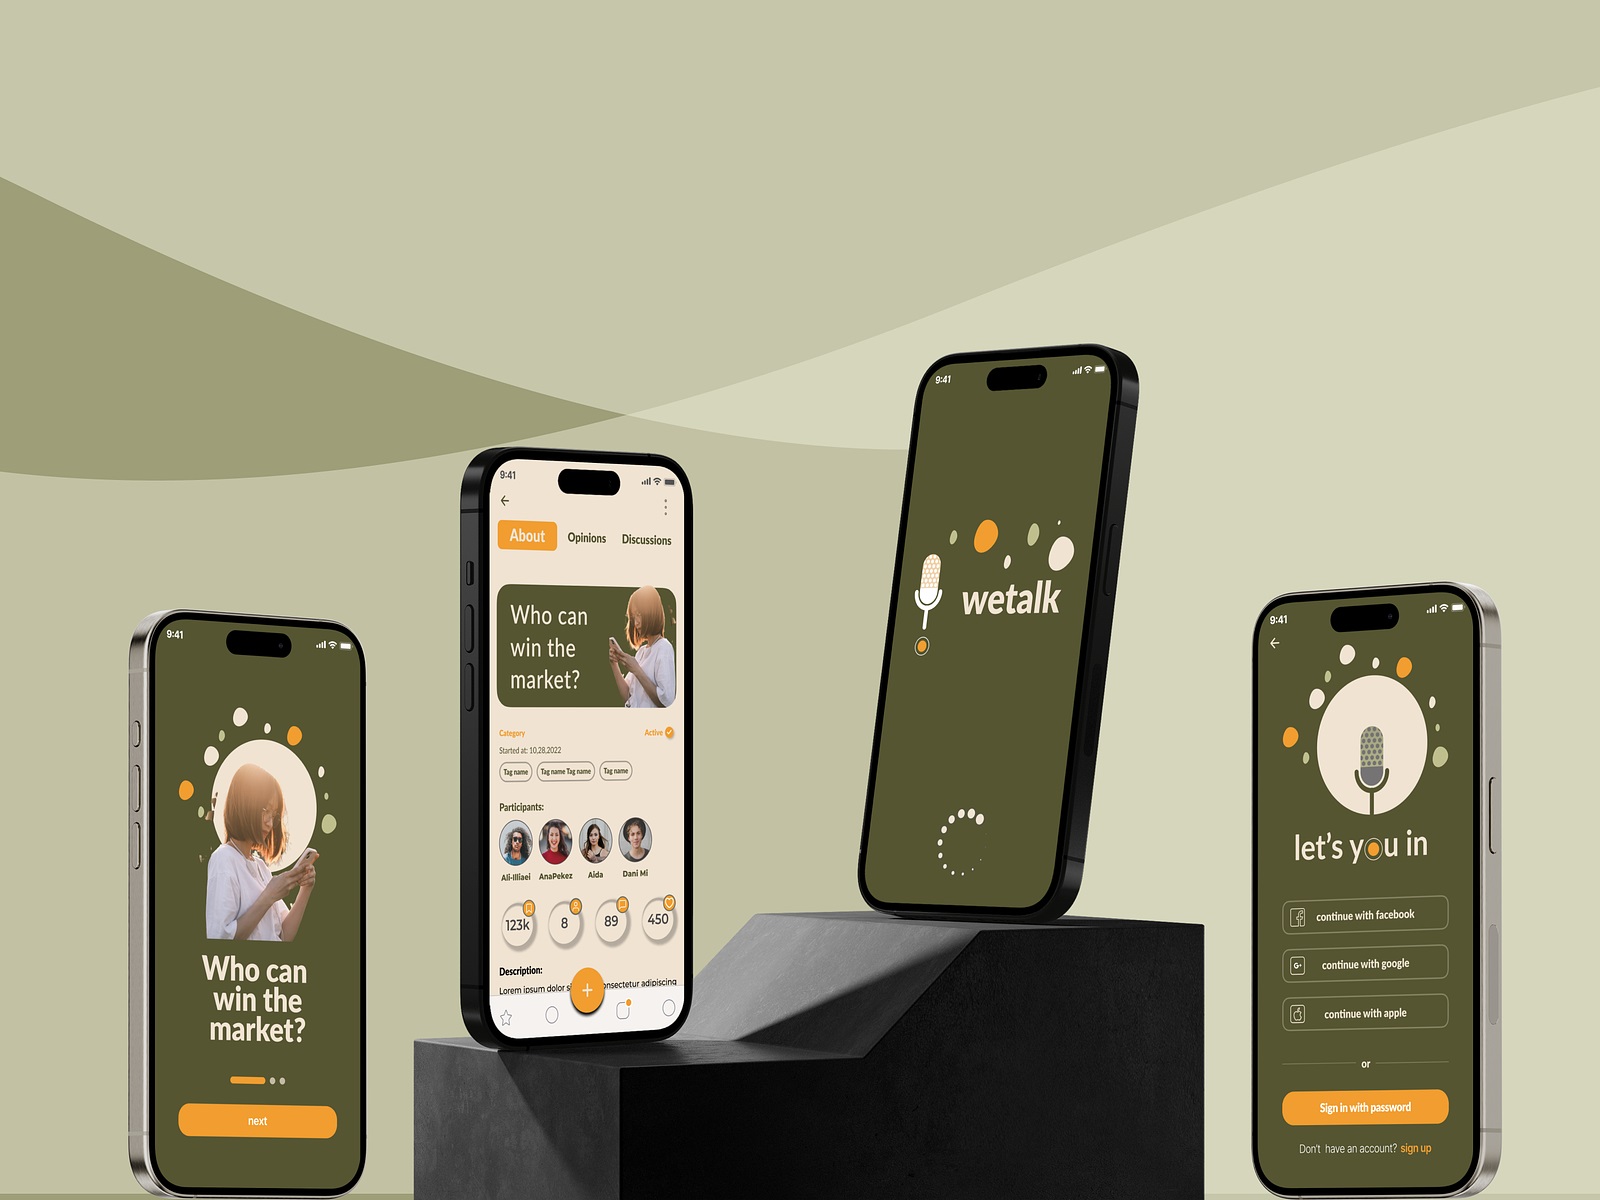 9:41
Who can
win the
market?
next
9:41
About
Opinions
Discussions
Who can
win the
market?
Category
Active
Started at: 10,28,2022
Tag name
Tag name Tag name
Tag name
Participants:
Ali-Illiaei
AnaPekez
Aida
Dani Mi
123k
8
89
450
Description:
Lorem ipsum dolor si onsectetur adipiscing
9:41
wetalk
9:41
let's you in
continue with facebook
continue with google
continue with apple
or
Sign in with password
Don't have an account? sign up